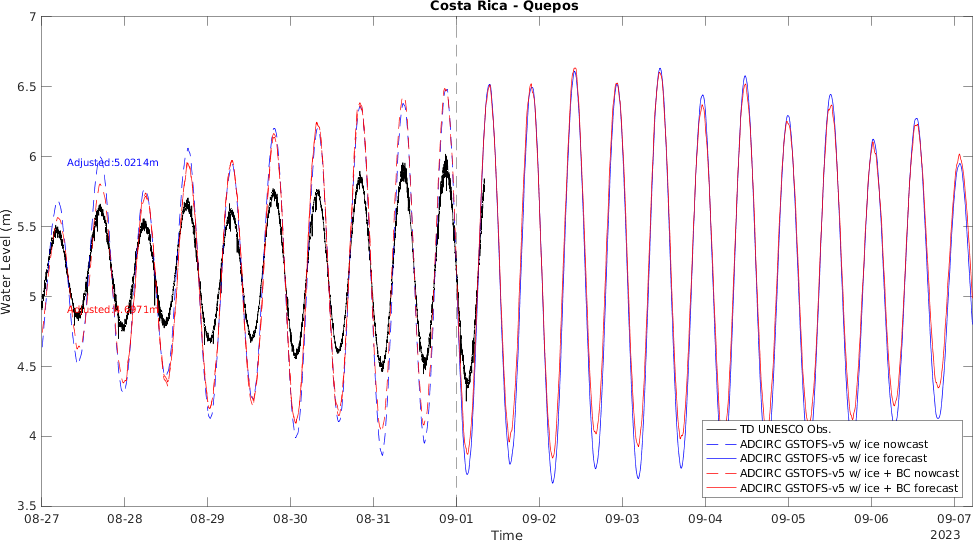 Costa Rica - Quepos
7
6.5
6
5.5
5
4.5
4
3.5
Water Level (m)
Adjusted:5.0214m
TD UNESCO Obs.
ADCIRC GSTOFS-v5 w/ ice nowcast
ADCIRC GSTOFS-v5 w/ ice forecast
ADCIRC GSTOFS-v5 w/ ice + BC nowcast
ADCIRC GSTOFS-v5 w/ ice + BC forecast
08-27 08-28 08-29 08-30 08-31 09-01 09-02 09-03 09-04 09-05 09-06 09-07
Time 2023